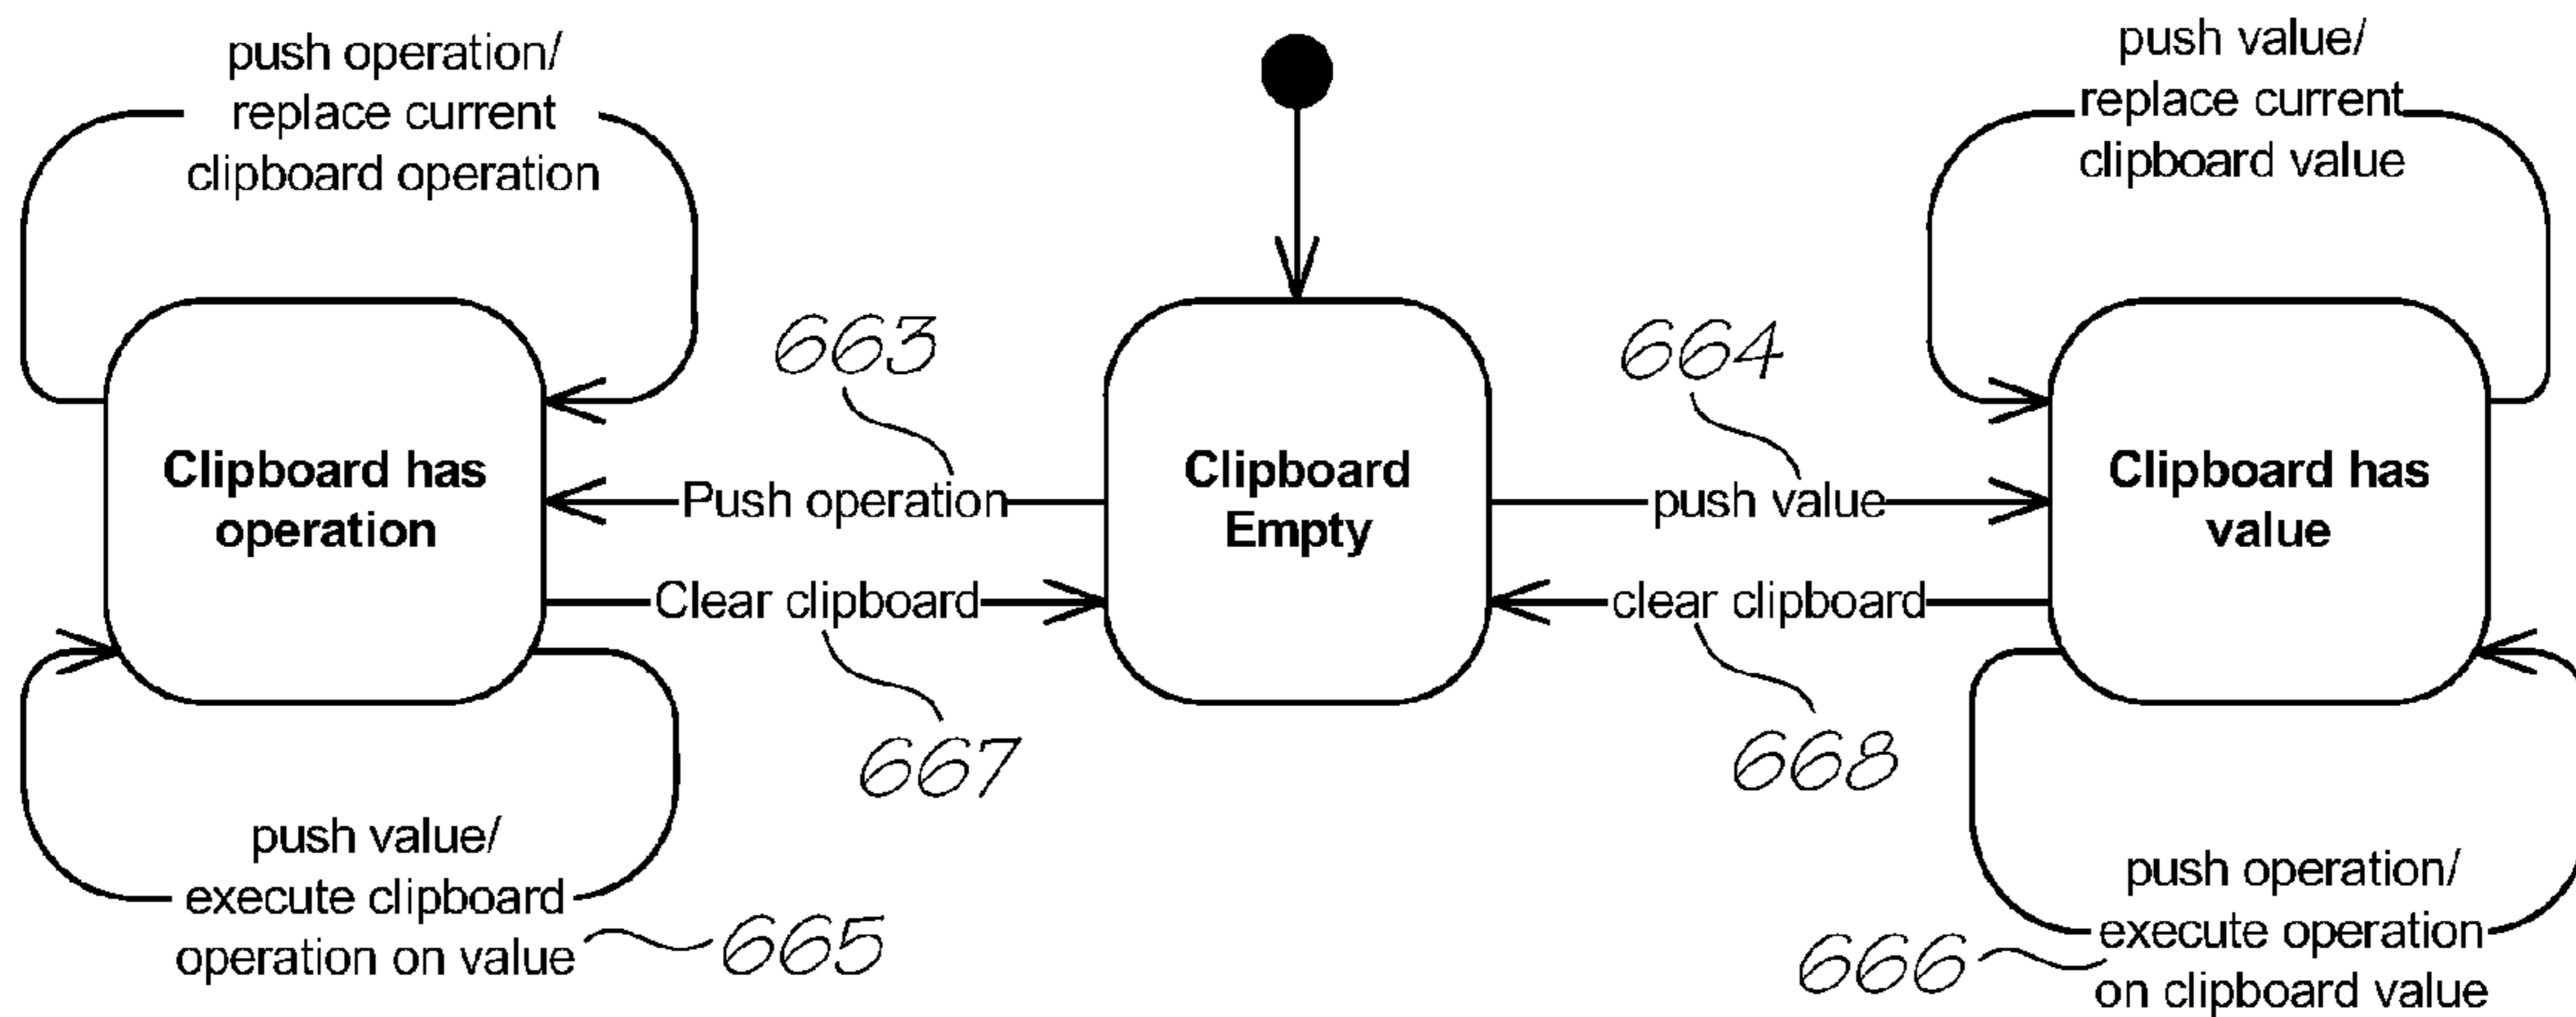 push operation/
replace current
clipboard operation
push value/
replace current
clipboard value
663
664
Clipboard has
operation
Push operation
Clipboard
Empty
push value
Clipboard has
value
Clear clipboard
clear clipboard
667
668
push value/
execute clipboard
operation on value
665
push operation/
execute operation
on clipboard value
666